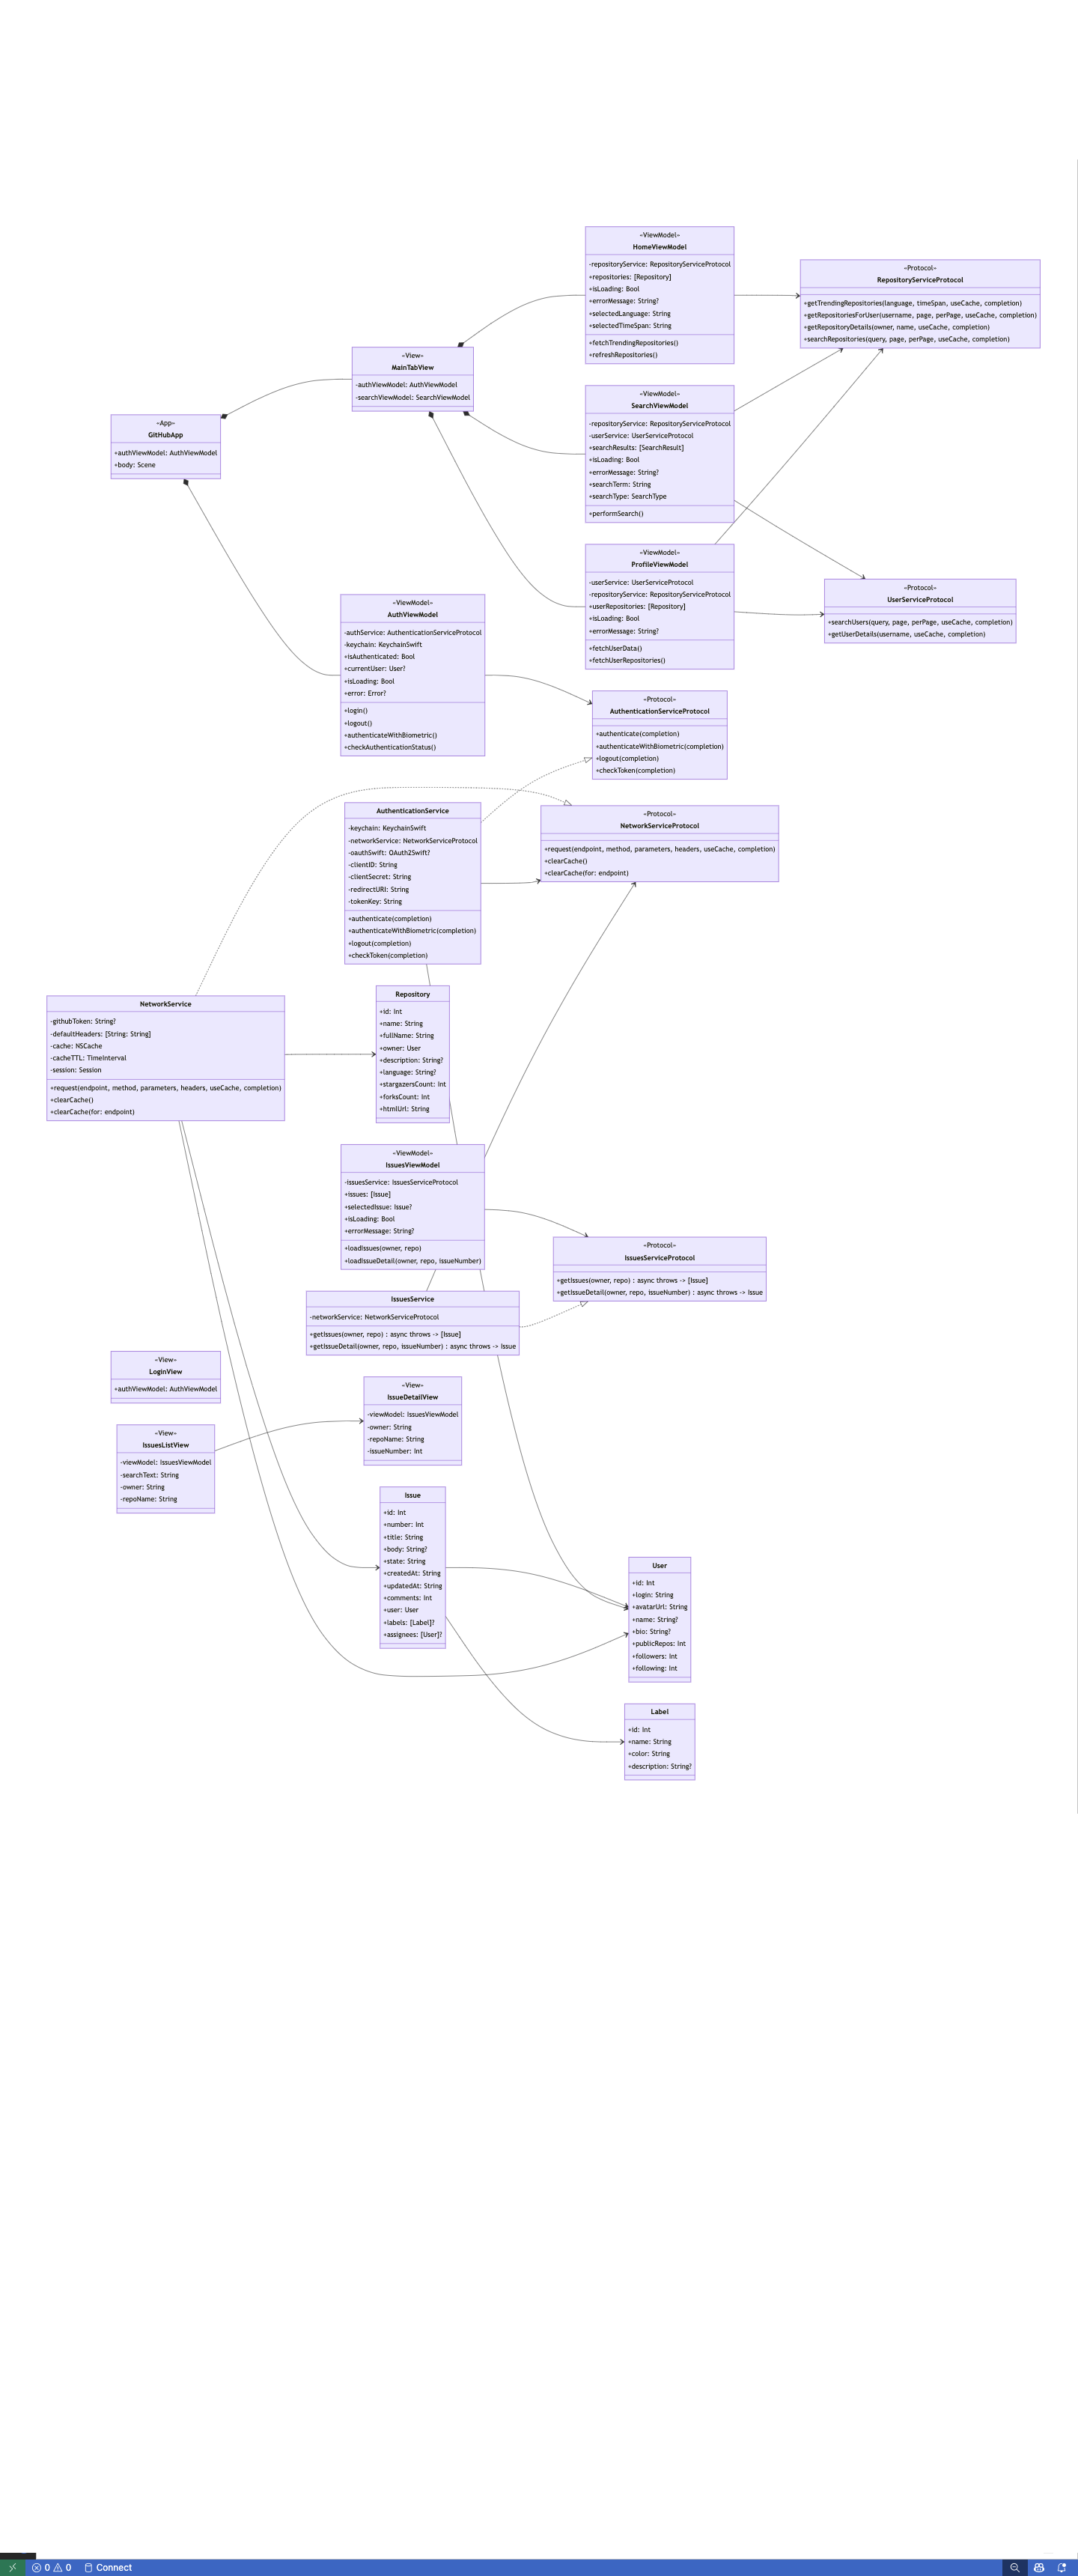 «ViewModel»
HomeViewModel
-repositoryService: RepositoryServiceProtocol
+repositories: [Repository]
+isLoading: Bool
+errorMessage: String?
+selectedLanguage: String
+selectedTimeSpan: String
+fetchTrendingRepositories()
+refreshRepositories()
«Protocol»
RepositoryServiceProtocol
+getTrendingRepositories(language, timeSpan, useCache, completion)
+getRepositoriesForUser(username, page, perPage, useCache, completion)
+getRepositoryDetails(owner, name, useCache, completion)
+searchRepositories(query, page, perPage, useCache, completion)
«View»
MainTabView
-authViewModel: AuthViewModel
-searchViewModel: SearchViewModel
«ViewModel»
SearchViewModel
-repositoryService: RepositoryServiceProtocol
-userService: UserServiceProtocol
+searchResults: [SearchResult]
+isLoading: Bool
+errorMessage: String?
+searchTerm: String
+searchType: SearchType
+performSearch()
«App»
GitHubApp
+authViewModel: AuthViewModel
+body: Scene
«ViewModel»
ProfileViewModel
-userService: UserServiceProtocol
-repositoryService: RepositoryServiceProtocol
+userRepositories: [Repository]
+isLoading: Bool
+errorMessage: String?
+fetchUserData()
+fetchUserRepositories()
«Protocol»
UserServiceProtocol
+searchUsers(query, page, perPage, useCache, completion)
+getUserDetails(username, useCache, completion)
«ViewModel»
AuthViewModel
-authService: AuthenticationServiceProtocol
-keychain: KeychainSwift
+isAuthenticated: Bool
+currentUser: User?
+isLoading: Bool
+error: Error?
+login()
+logout()
+authenticateWithBiometric()
+checkAuthenticationStatus()
«Protocol»
AuthenticationServiceProtocol
+authenticate(completion)
+authenticateWithBiometric(completion)
+logout(completion)
+checkToken(completion)
AuthenticationService
-keychain: KeychainSwift
-networkService: NetworkServiceProtocol
-oauthSwift: OAuth2Swift?
-clientID: String
-clientSecret: String
-redirectURI: String
-tokenKey: String
+authenticate(completion)
+authenticateWithBiometric(completion)
+logout(completion)
+checkToken(completion)
«Protocol»
NetworkServiceProtocol
+request(endpoint, method, parameters, headers, useCache, completion)
+clearCache()
+clearCache(for: endpoint)
NetworkService
-githubToken: String?
-defaultHeaders: [String: String]
-cache: NSCache
-cacheTTL: TimeInterval
-session: Session
+request(endpoint, method, parameters, headers, useCache, completion)
+clearCache()
+clearCache(for: endpoint)
Repository
+id: Int
+name: String
+fullName: String
+owner: User
+description: String?
+language: String?
+stargazersCount: Int
+forksCount: Int
+htmlUrl: String
«ViewModel»
IssuesViewModel
-issuesService: IssuesServiceProtocol
+issues: [Issue]
+selectedIssue: Issue?
+isLoading: Bool
+errorMessage: String?
+loadIssues(owner, repo)
+loadIssueDetail(owner, repo, issueNumber)
«Protocol»
IssuesServiceProtocol
+getIssues(owner, repo) : async throws -> [Issue]
+getIssueDetail(owner, repo, issueNumber) : async throws -> Issue
IssuesService
-networkService: NetworkServiceProtocol
+getIssues(owner, repo) : async throws -> [Issue]
+getIssueDetail(owner, repo, issueNumber) : async throws -> Issue
«View»
LoginView
+authViewModel: AuthViewModel
«View»
IssueDetailView
-viewModel: IssuesViewModel
-owner: String
-repoName: String
-issueNumber: Int
«View»
IssuesListView
-viewModel: IssuesViewModel
-searchText: String
-owner: String
-repoName: String
Issue
+id: Int
+number: Int
+title: String
+body: String?
+state: String
+createdAt: String
+updatedAt: String
+comments: Int
+user: User
+labels: [Label]?
+assignees: [User]?
User
+id: Int
+login: String
+avatarUrl: String
+name: String?
+bio: String?
+publicRepos: Int
+followers: Int
+following: Int
Label
+id: Int
+name: String
+color: String
+description: String?
0 0 Connect